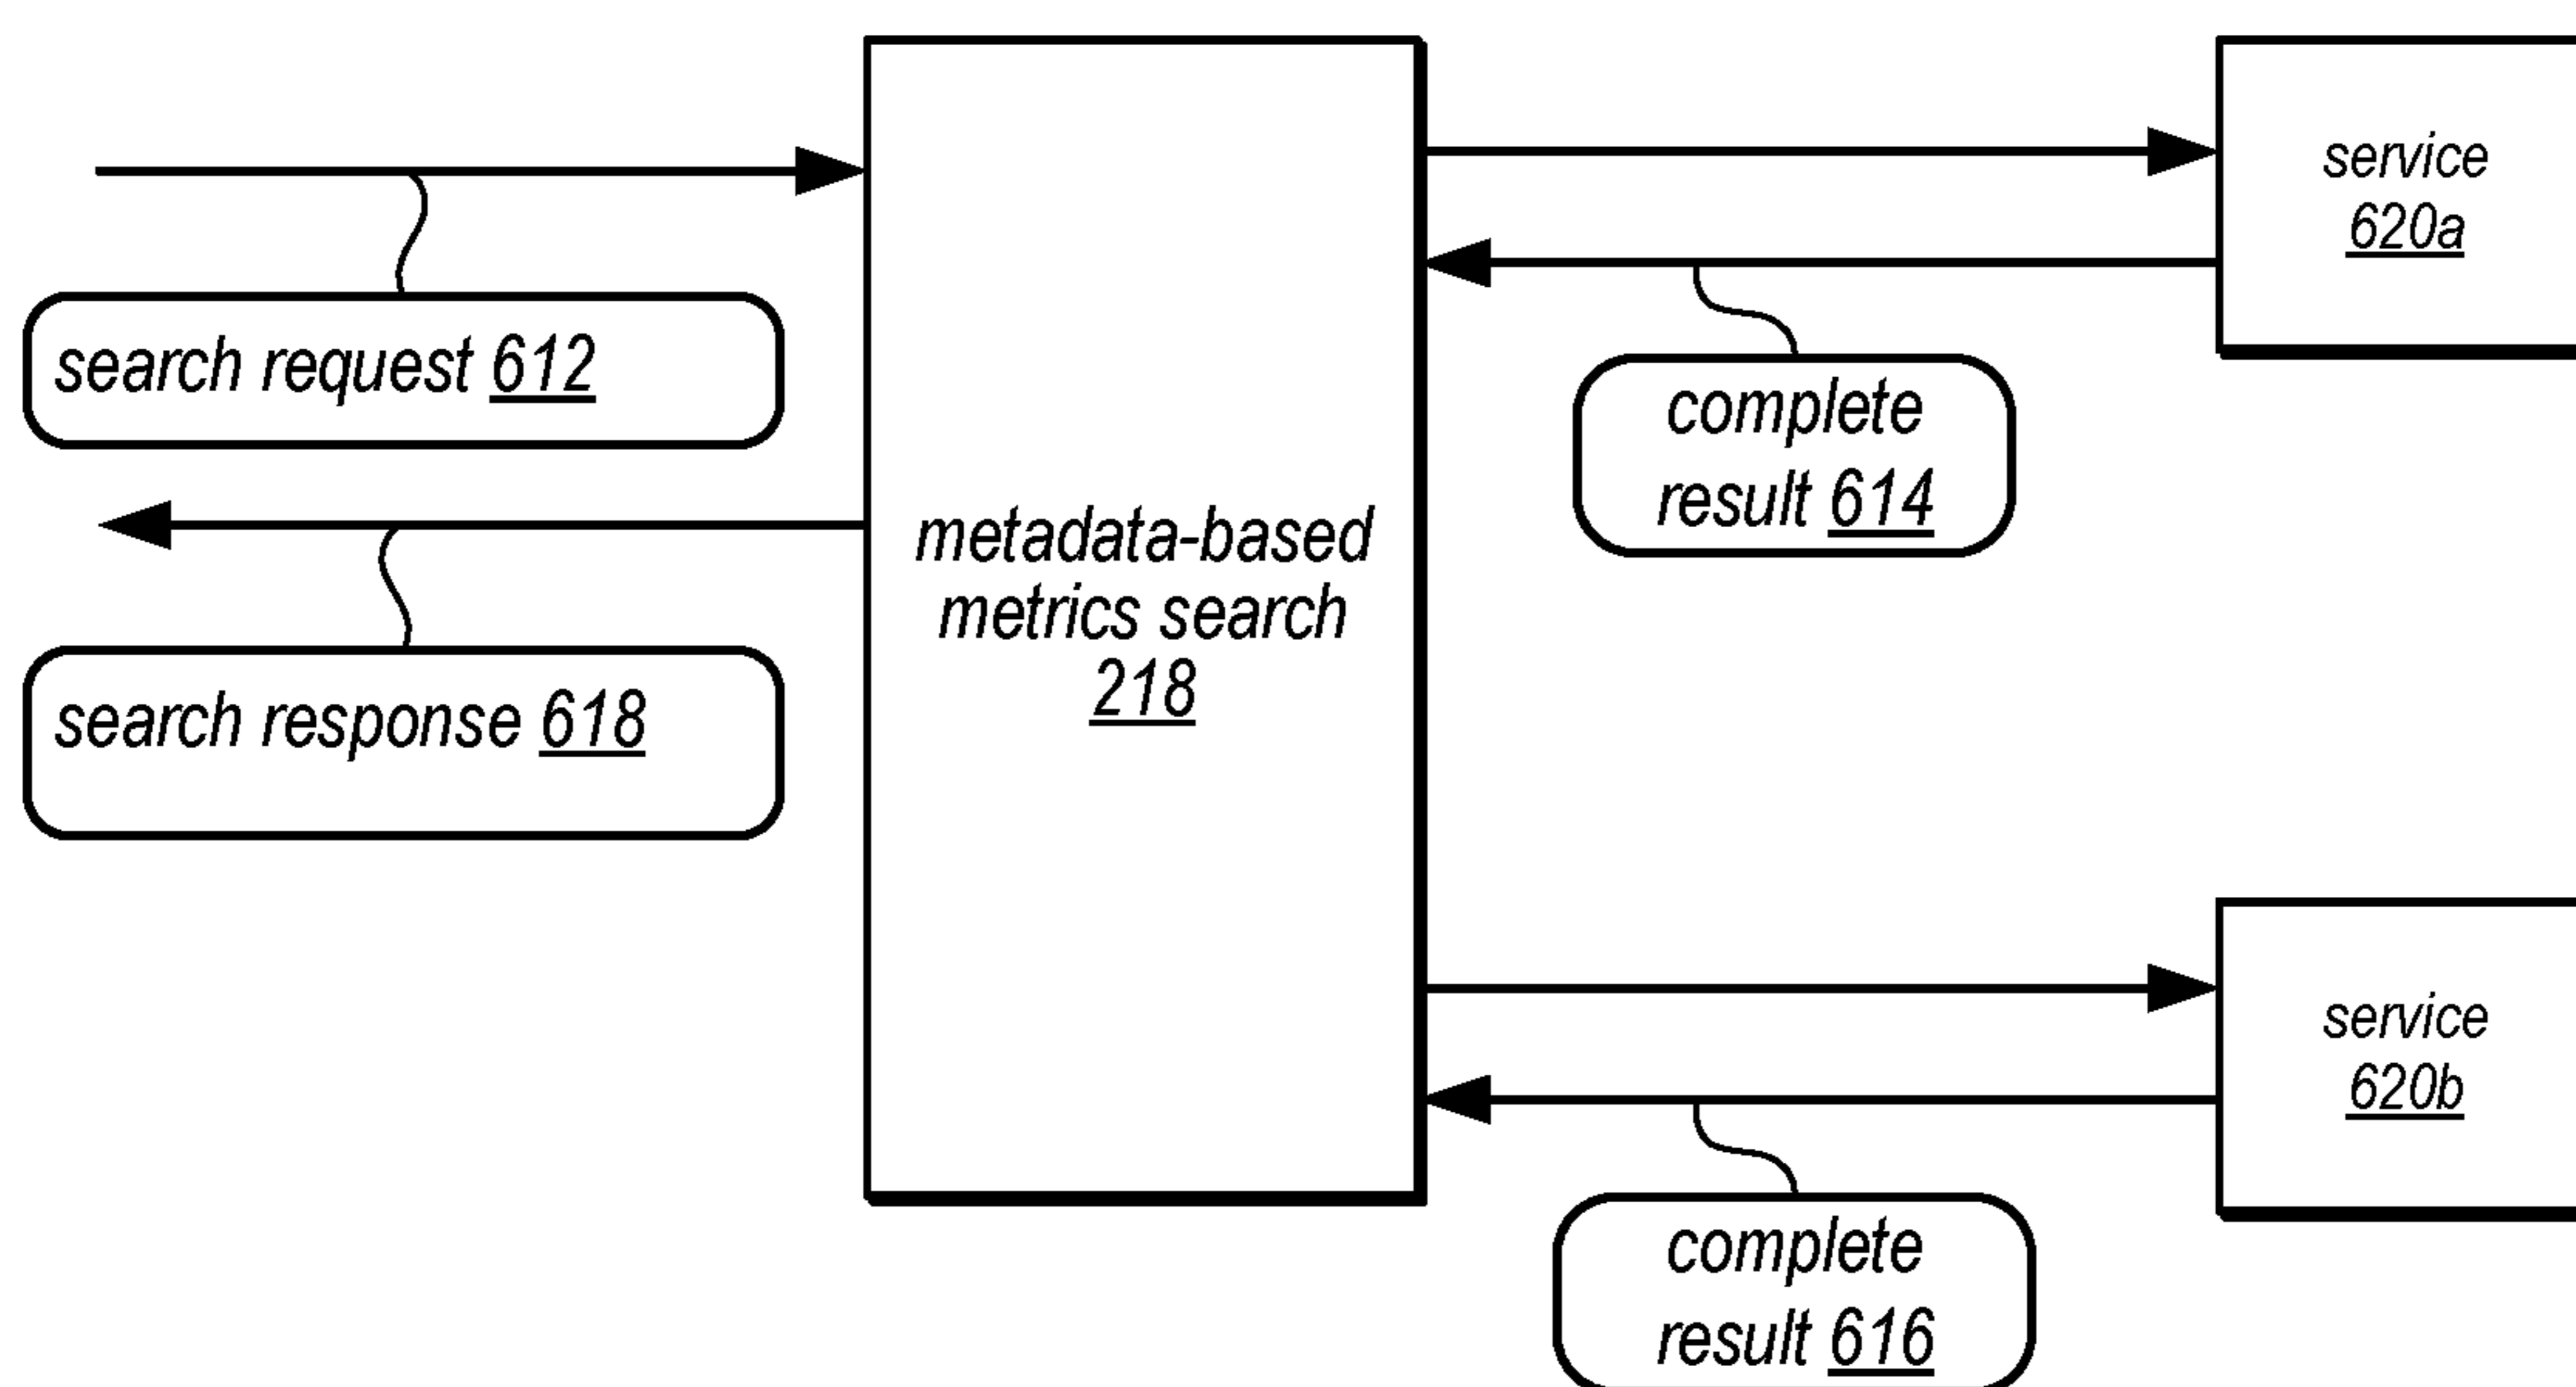 search request 612
search response 618
metadata-based
metrics search
218
service
620a
complete
result 614
service
620b
complete
result 616